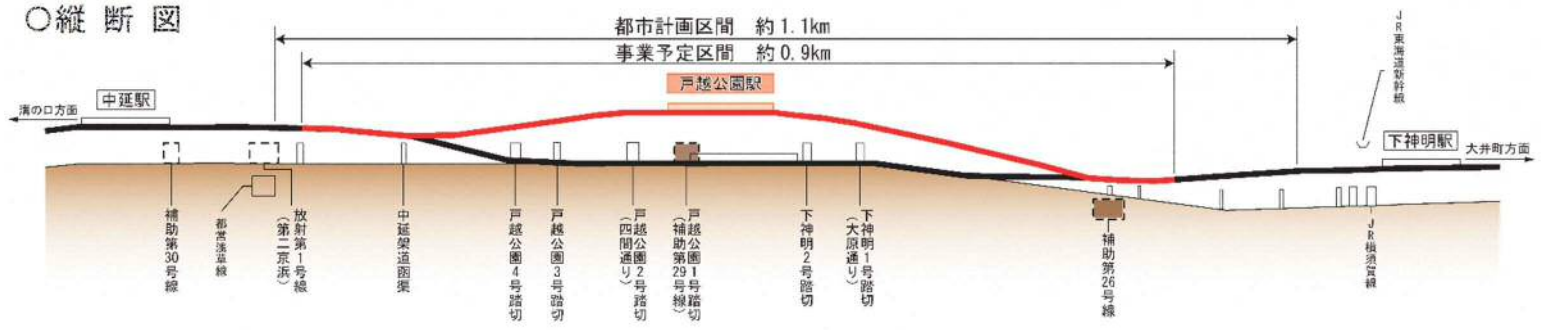 ○縦断図
都市計画区間 約1.1km
事業予定区間 約0.9km
戸越公園駅
中延駅
溝の口方面
JR東海道新幹線
下神明駅
大井町方面
補助第30号線
都営浅草線
放射第1号線
(第二京浜)
中延架道函渠
戸越公園4号踏切
戸越公園3号踏切
戸越公園2号踏切
(四間通り)
戸越公園1号踏切
(補助第29号線)
下神明2号踏切
下神明1号踏切
(大原通り)
補助第26号線
JR横須賀線